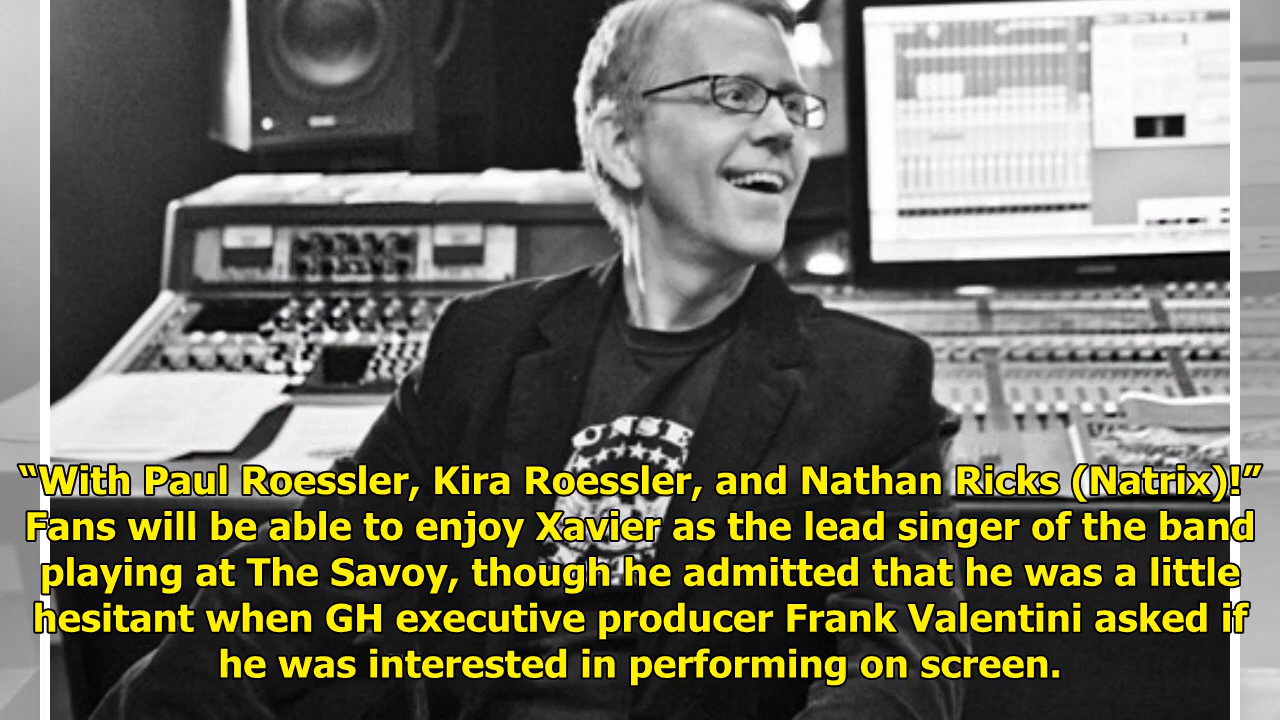 UNSE
“With Paul Roessler, Kira Roessler, and Nathan Ricks (Natrix)!”
Fans will be able to enjoy Xavier as the lead singer of the band
playing at The Savoy, though he admitted that he was a little
hesitant when GH executive producer Frank Valentini asked if
he was interested in performing on screen.